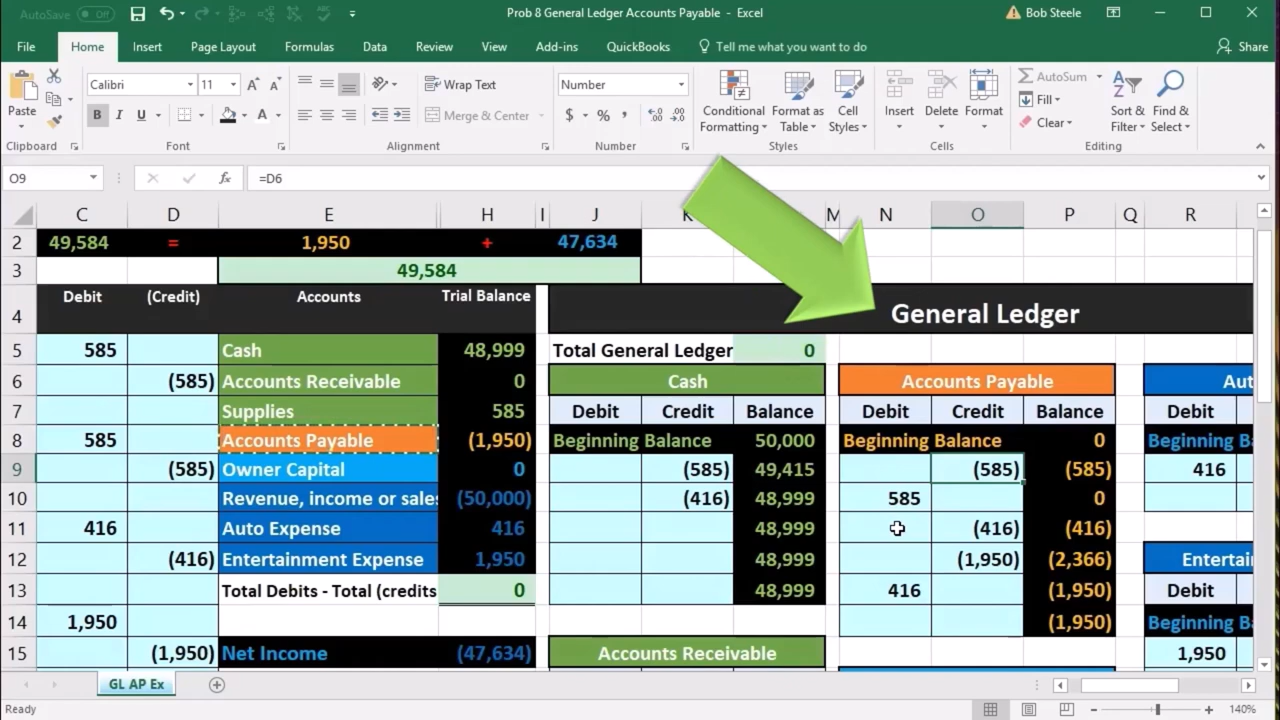 AutoSave Off
Prob 8 General Ledger Accounts Payable - Excel
Bob Steele
File Home Insert Page Layout Formulas Data Review View Add-ins QuickBooks Tell me what you want to do Share
Calibri 11 Wrap Text Number AutoSum
Paste B I U Merge & Center $ % Conditional Formatting Format as Table Cell Styles Insert Delete Format Fill Clear Sort & Filter Find & Select
Clipboard Font Alignment Number Styles Cells Editing
O9 fx =D6
C D E H I J K M N O P Q R
2 49,584 = 1,950 + 47,634
3 49,584
4 Debit (Credit) Accounts Trial Balance General Ledger
5 585 Cash 48,999 Total General Ledger 0
6 (585) Accounts Receivable 0 Cash Accounts Payable Aut
7 Supplies 585 Debit Credit Balance Debit Credit Balance Debit
8 585 Accounts Payable (1,950) Beginning Balance 50,000 Beginning Balance 0 Beginning B
9 (585) Owner Capital 0 (585) 49,415 (585) (585) 416
10 Revenue, income or sales (50,000) (416) 48,999 585 0
11 416 Auto Expense 416 48,999 (416) (416)
12 (416) Entertainment Expense 1,950 48,999 (1,950) (2,366) Entertai
13 Total Debits - Total (credits 0 48,999 416 (1,950) Debit
14 1,950 (1,950) Beginning B
15 (1,950) Net Income (47,634) Accounts Receivable 1,950
GL AP Ex
Ready 140%